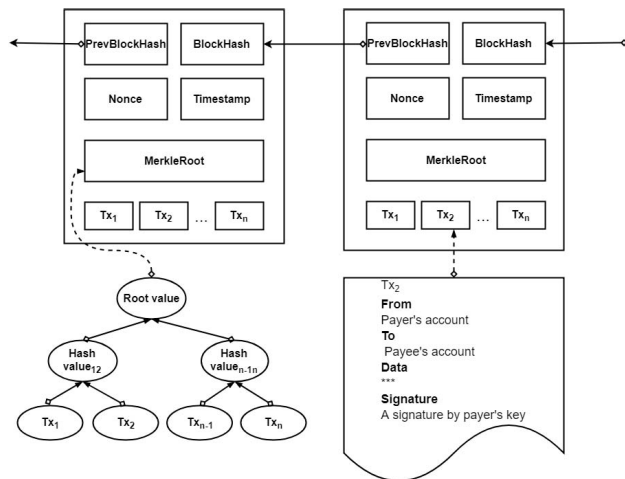 PrevBlockHash BlockHash
Nonce Timestamp
MerkleRoot
Tx1 Tx2 ... Txn
PrevBlockHash BlockHash
Nonce Timestamp
MerkleRoot
Tx1 Tx2 ... Txn
Root value
Hash
value12
Hash
valuen-1n
Tx1 Tx2 Txn-1 Txn
Tx2
From
Payer's account
To
Payee's account
Data
***
Signature
A signature by payer's key